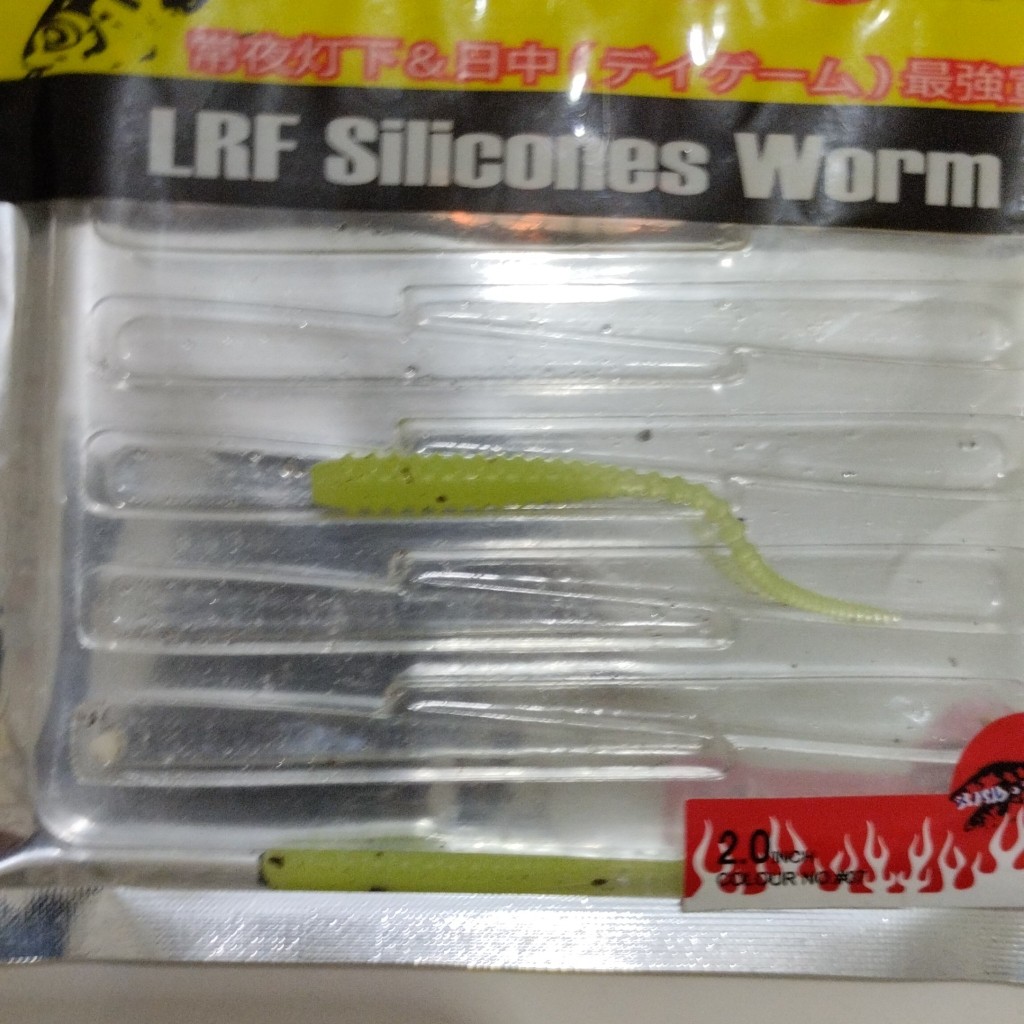 常夜灯下&日中(デイゲーム)最強
LRF Silicones Worm
2.0 INCH
COLOUR NO.#07